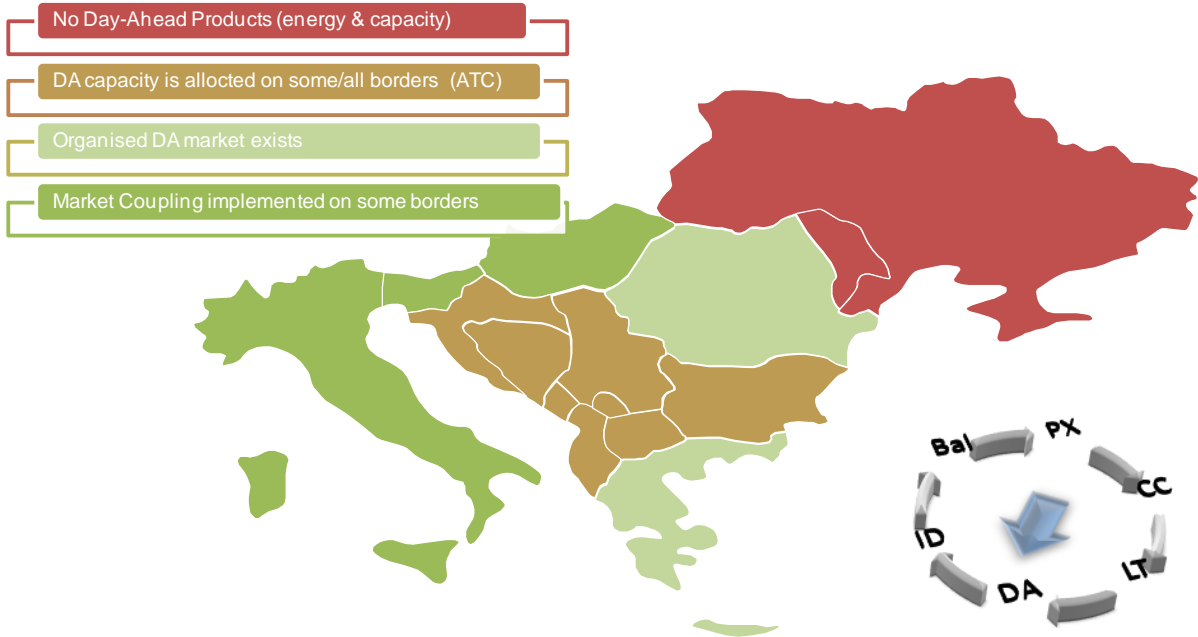 No Day-Ahead Products (energy & capacity)
DA capacity is allocted on some/all borders (ATC)
Organised DA market exists
Market Coupling implemented on some borders
Bal
PX
CC
LT
DA
ID